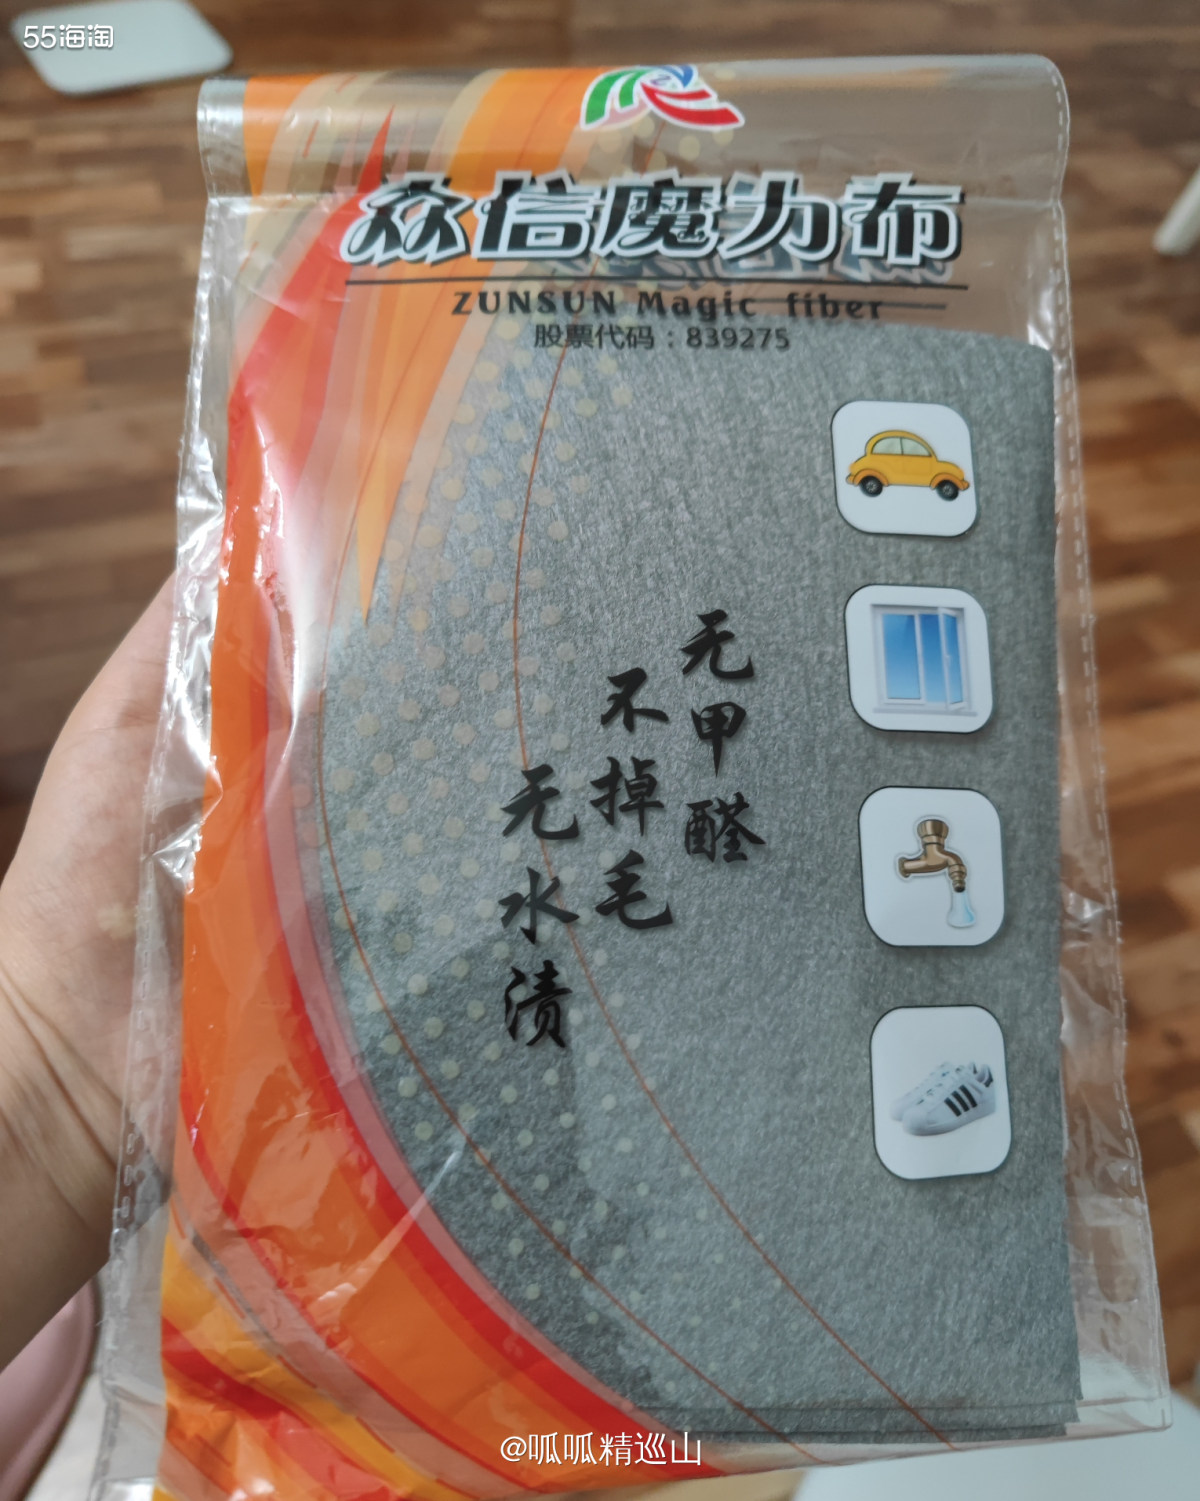 55海淘
众信魔力布
ZUNSUN Magic fiber
股票代码：839275
无甲醛
不掉毛
无水渍
@呱呱精巡山